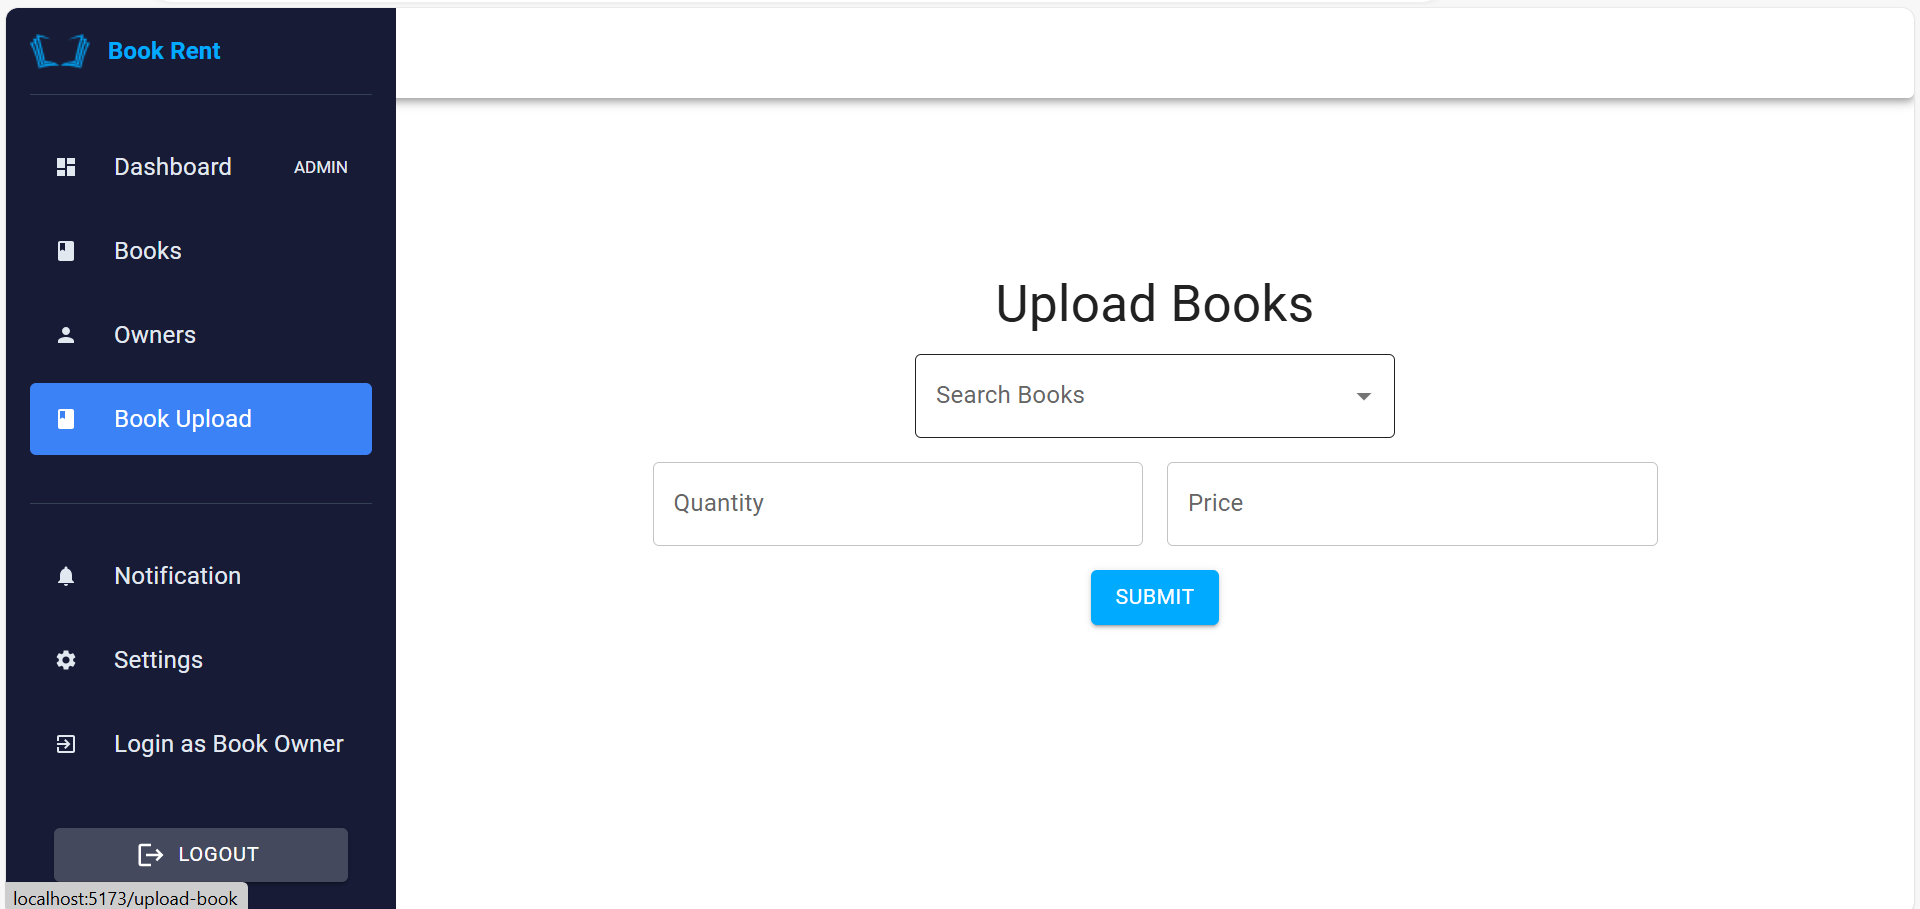 Book Rent
Dashboard ADMIN
Books
Owners
Book Upload
Notification
Settings
Login as Book Owner
LOGOUT
localhost:5173/upload-book
Upload Books
Search Books
Quantity
Price
SUBMIT